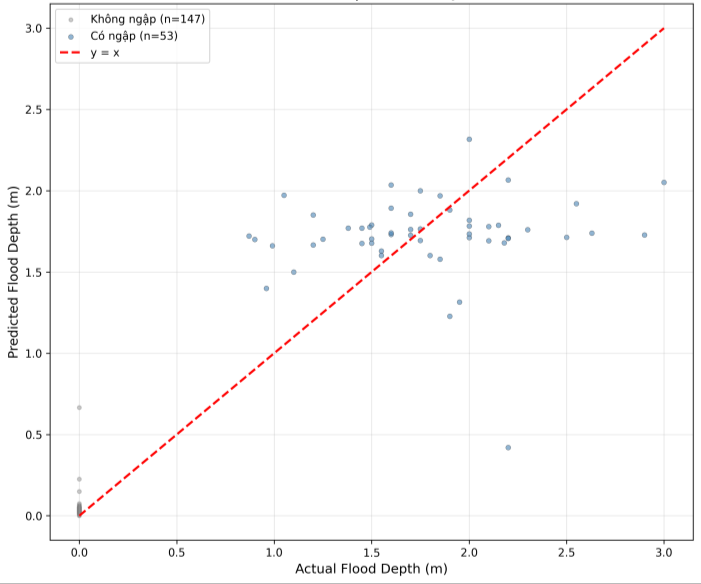 Không ngập (n=147)
Có ngập (n=53)
y = x
3.0
2.5
2.0
1.5
1.0
0.5
0.0
Predicted Flood Depth (m)
0.0 0.5 1.0 1.5 2.0 2.5 3.0
Actual Flood Depth (m)